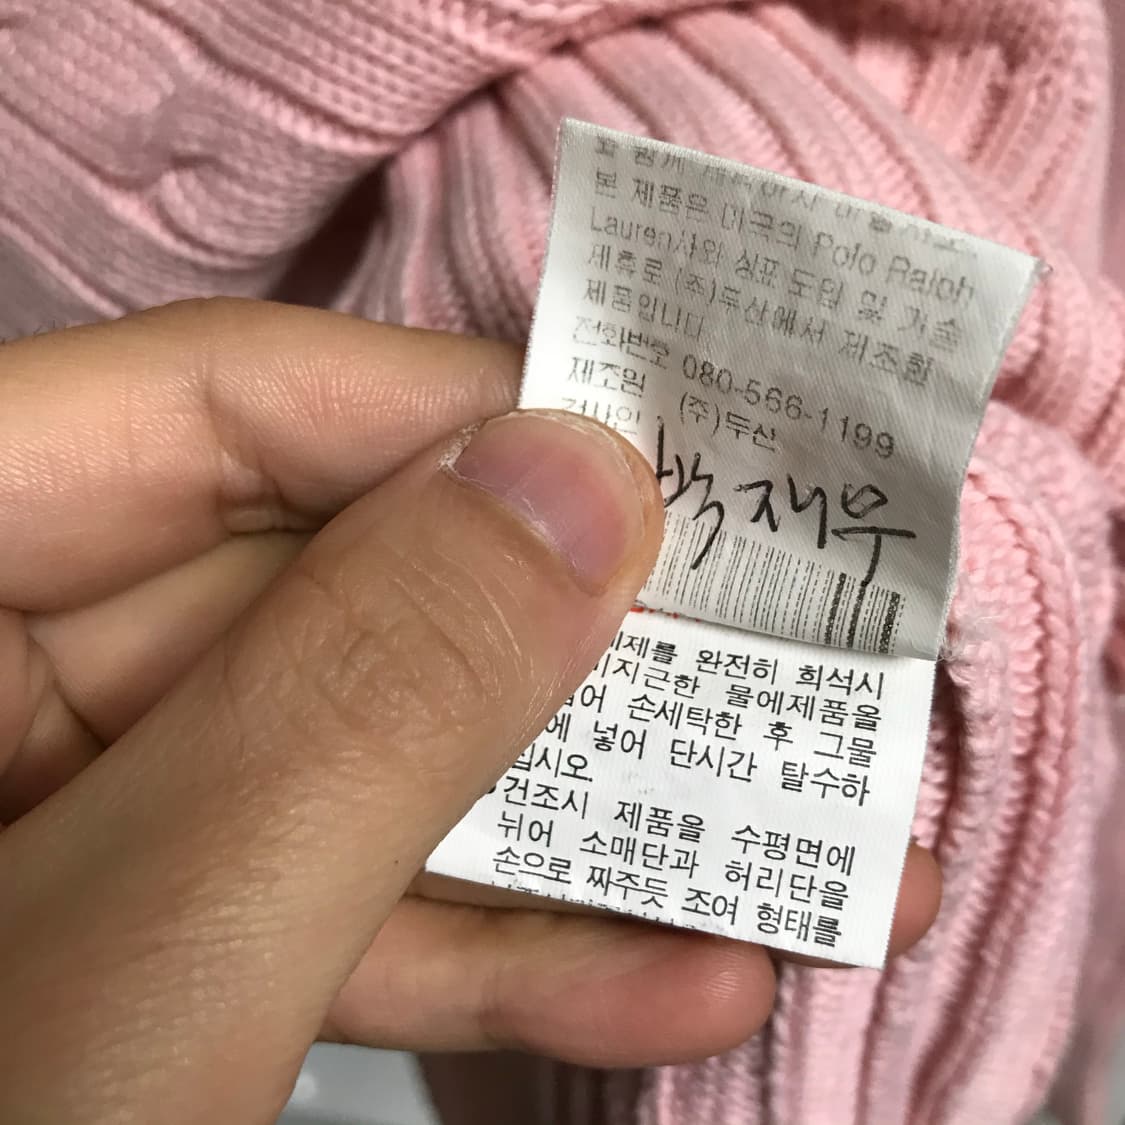 본 제품은 미국의 Polo Ralph
Lauren사와 상표 도입 및 기술
제휴로 (주)두산에서 제조한
제품입니다
전화번호 080-566-1199
제조원 (주)두산
검사인
박재우
제를 완전히 희석시
미지근한 물에제품을
손세탁한 후 그물
에 넣어 단시간 탈수하
십시오.
건조시 제품을 수평면에
뉘어 소매단과 허리단을
손으로 짜주듯 조여 형태를